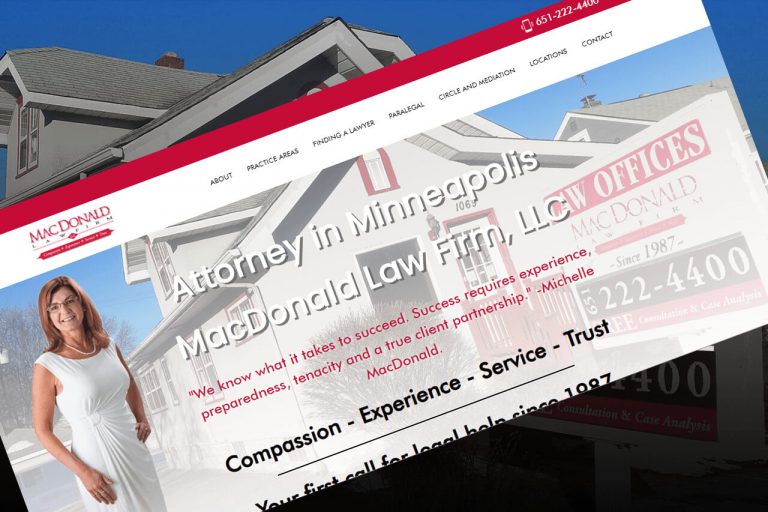 651-222-4400
ABOUT PRACTICE AREAS FINDING A LAWYER PARALEGAL CIRCLE AND MEDIATION LOCATIONS CONTACT
MACDONALD
LAW FIRM
Compassion • Experience • Service • Trust
Attorney in Minneapolis
MacDonald Law Firm, LLC
"We know what it takes to succeed. Success requires experience,
preparedness, tenacity and a true client partnership." -Michelle
MacDonald.
Compassion - Experience - Service - Trust
Your first call for legal help since 1987
1069
LAW OFFICES
MACDONALD
LAW FIRM
-Since 1987-
651 222-4400
FREE Consultation & Case Analysis
4400
Consultation & Case Analysis